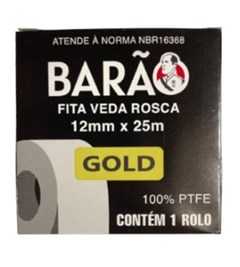 ATENDE À NORMA NBR16368
BARÃO
FITA VEDA ROSCA
12mm x 25m
GOLD
100% PTFE
CONTÉM 1 ROLO